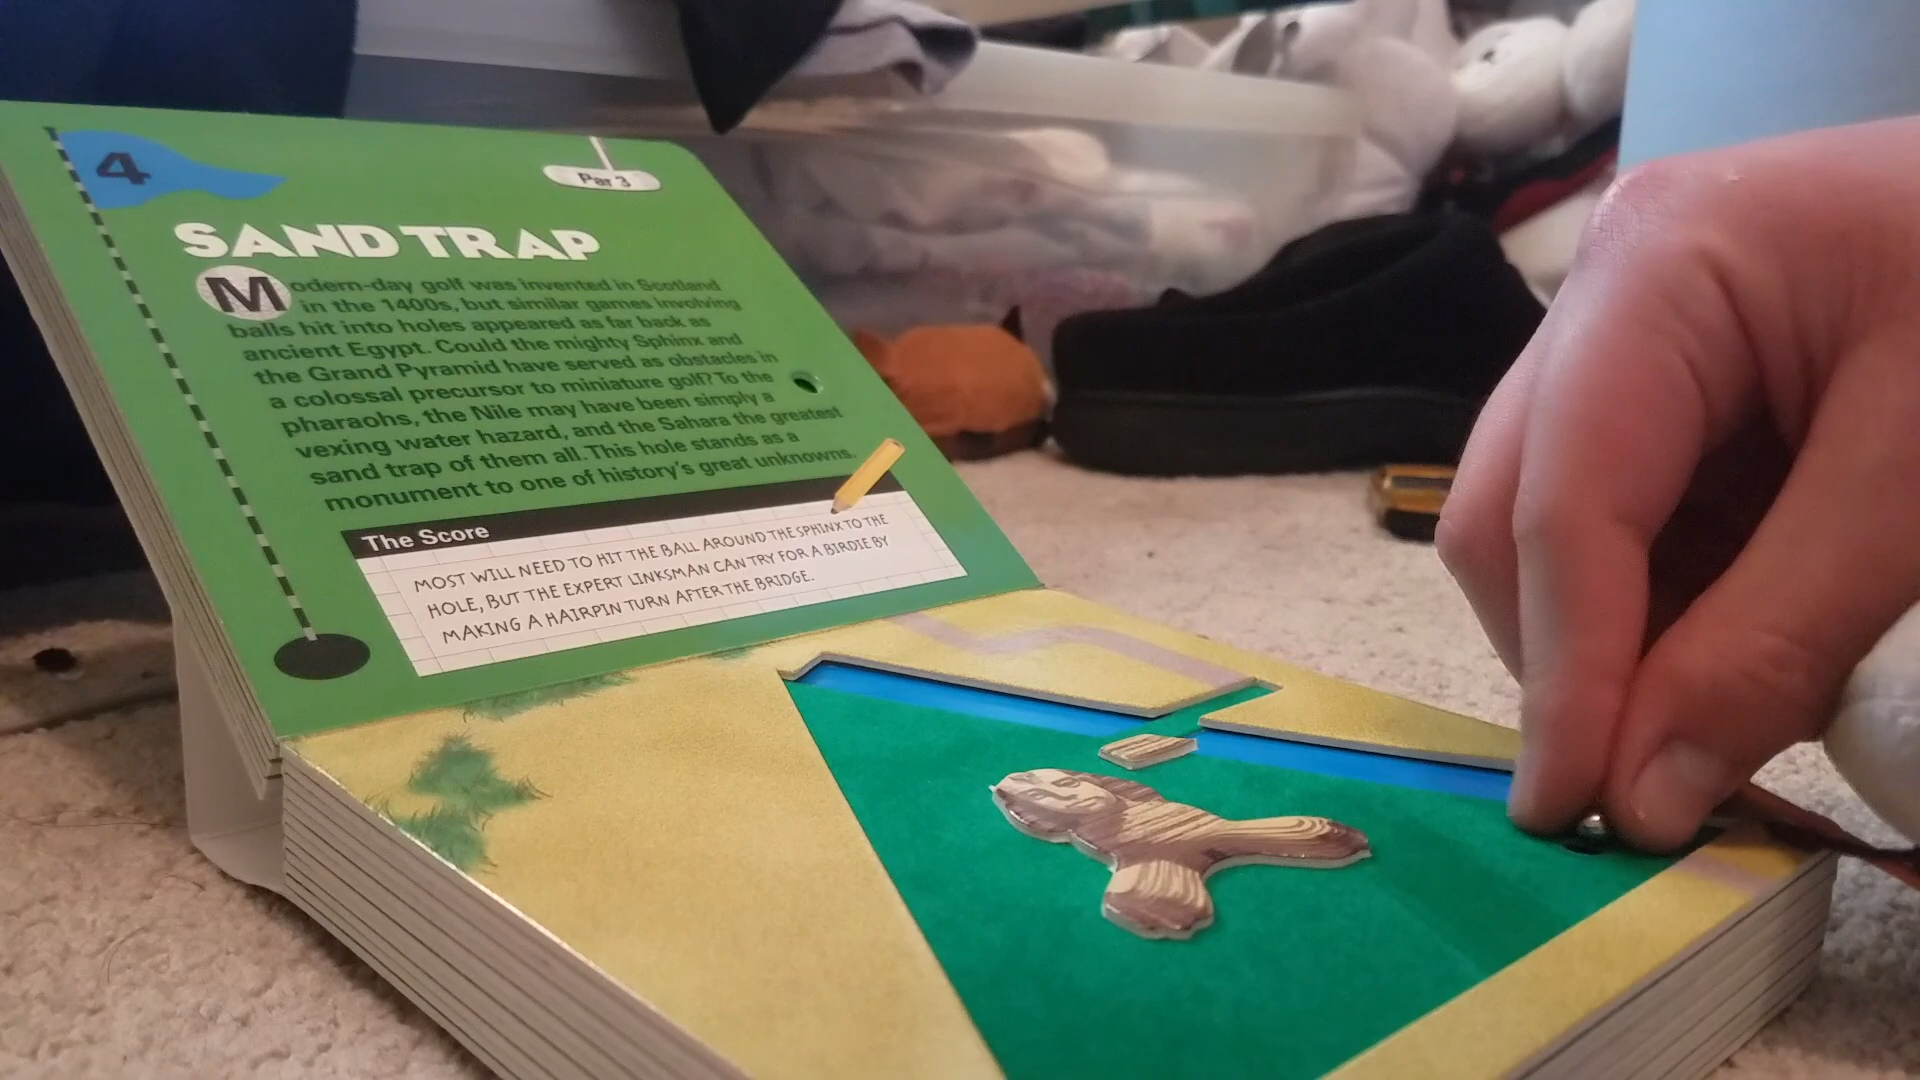 4
Par 3
SAND TRAP
Modern-day golf was invented in Scotland
in the 1400s, but similar games involving
balls hit into holes appeared as far back as
ancient Egypt. Could the mighty Sphinx and
the Grand Pyramid have served as obstacles in
a colossal precursor to miniature golf? To the
pharaohs, the Nile may have been simply a
vexing water hazard, and the Sahara the greatest
sand trap of them all. This hole stands as a
monument to one of history's great unknowns.
The Score
MOST WILL NEED TO HIT THE BALL AROUND THE SPHINX TO THE
HOLE, BUT THE EXPERT LINKSMAN CAN TRY FOR A BIRDIE BY
MAKING A HAIRPIN TURN AFTER THE BRIDGE.